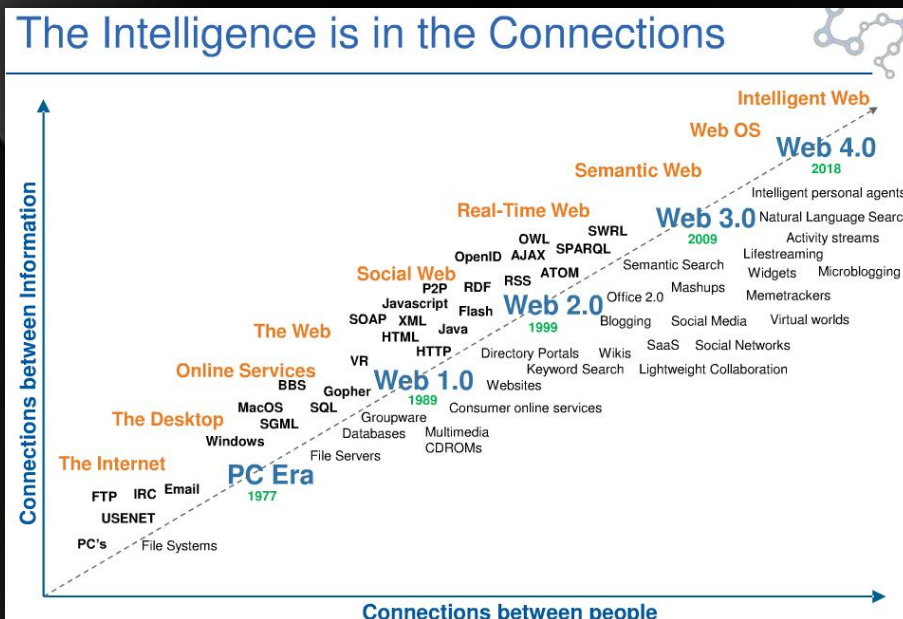 The Intelligence is in the Connections
Intelligent Web
Web OS
Web 4.0
2018
Semantic Web
Intelligent personal agents
Real-Time Web
Web 3.0
Natural Language Searc
2009
SWRL
OWL
Activity streams
SPARQL
OpenID
AJAX
Lifestreaming
Semantic Search
ATOM
Widgets
Microblogging
Social Web
P2P
RDF
RSS
Mashups
Memetrackers
Javascript
Web 2.0
Office 2.0
Flash
SOAP
XML
1999
Blogging
Social Media
Virtual worlds
The Web
Java
HTML
SaaS
Social Networks
HTTP
Directory Portals
Wikis
VR
Keyword Search
Lightweight Collaboration
Online Services
BBS
Web 1.0
Websites
Gopher
1989
MacOS
SQL
Consumer online services
The Desktop
SGML
Groupware
Windows
Databases
Multimedia
CDROMs
File Servers
The Internet
PC Era
1977
FTP
IRC
Email
USENET
PC's
File Systems
Connections between Information
Connections between people